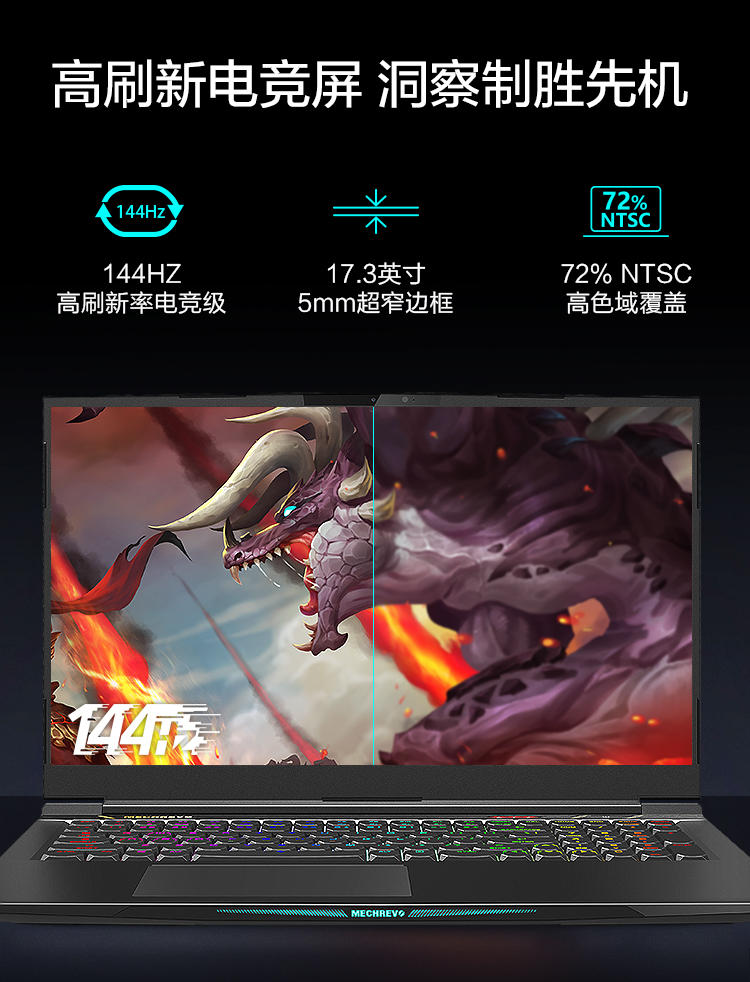 高刷新电竞屏 洞察制胜先机
144Hz
72%
NTSC
144HZ
高刷新率电竞级
17.3英寸
5mm超窄边框
72% NTSC
高色域覆盖
144Hz
MECHREVO